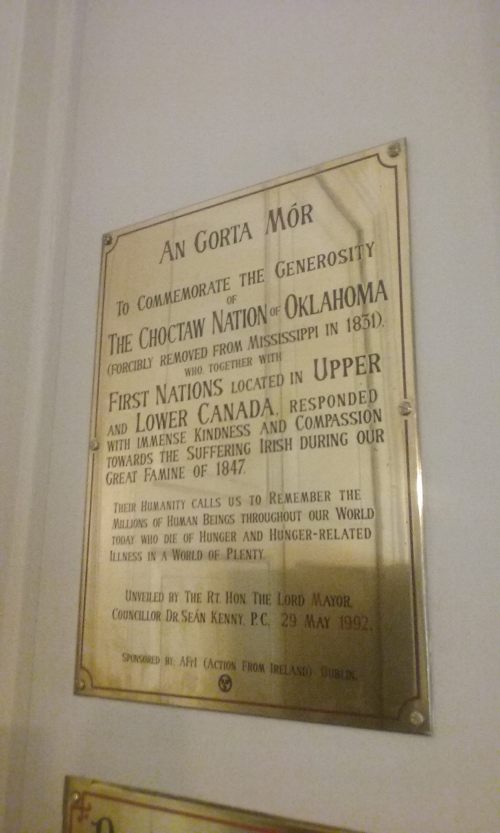 AN GORTA MÓR
TO COMMEMORATE THE GENEROSITY
OF
THE CHOCTAW NATION OF OKLAHOMA
(FORCIBLY REMOVED FROM MISSISSIPPI IN 1831).
WHO, TOGETHER WITH
FIRST NATIONS LOCATED IN UPPER
AND LOWER CANADA, RESPONDED
WITH IMMENSE KINDNESS AND COMPASSION
TOWARDS THE SUFFERING IRISH DURING OUR
GREAT FAMINE OF 1847.
THEIR HUMANITY CALLS US TO REMEMBER THE
MILLIONS OF HUMAN BEINGS THROUGHOUT OUR WORLD
TODAY WHO DIE OF HUNGER AND HUNGER-RELATED
ILLNESS IN A WORLD OF PLENTY.
UNVEILED BY THE RT. HON. THE LORD MAYOR,
COUNCILLOR DR. SEÁN KENNY, P.C. 29 MAY 1992.
SPONSORED BY, AFrI (ACTION FROM IRELAND) DUBLIN.